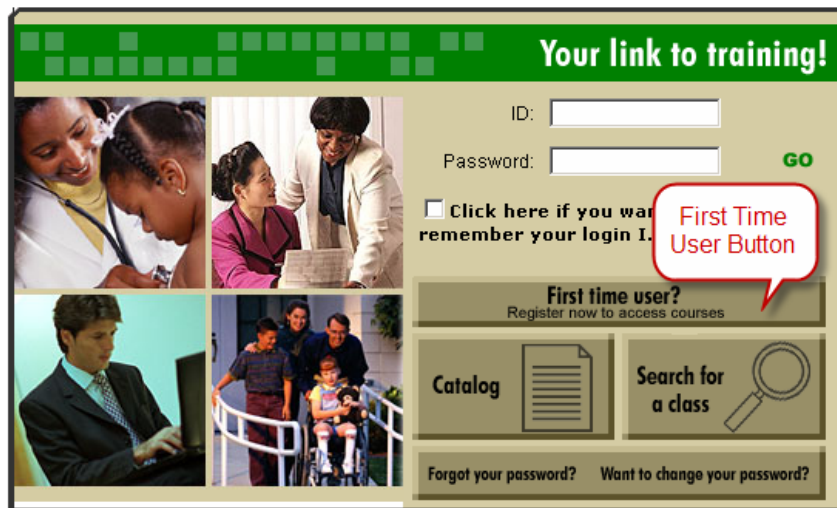 Your link to training!
ID:
Password:
GO
Click here if you
remember your login I.
First Time
User Button
First time user?
Register now to access courses
Catalog
Search for
a class
Forgot your password? Want to change your password?